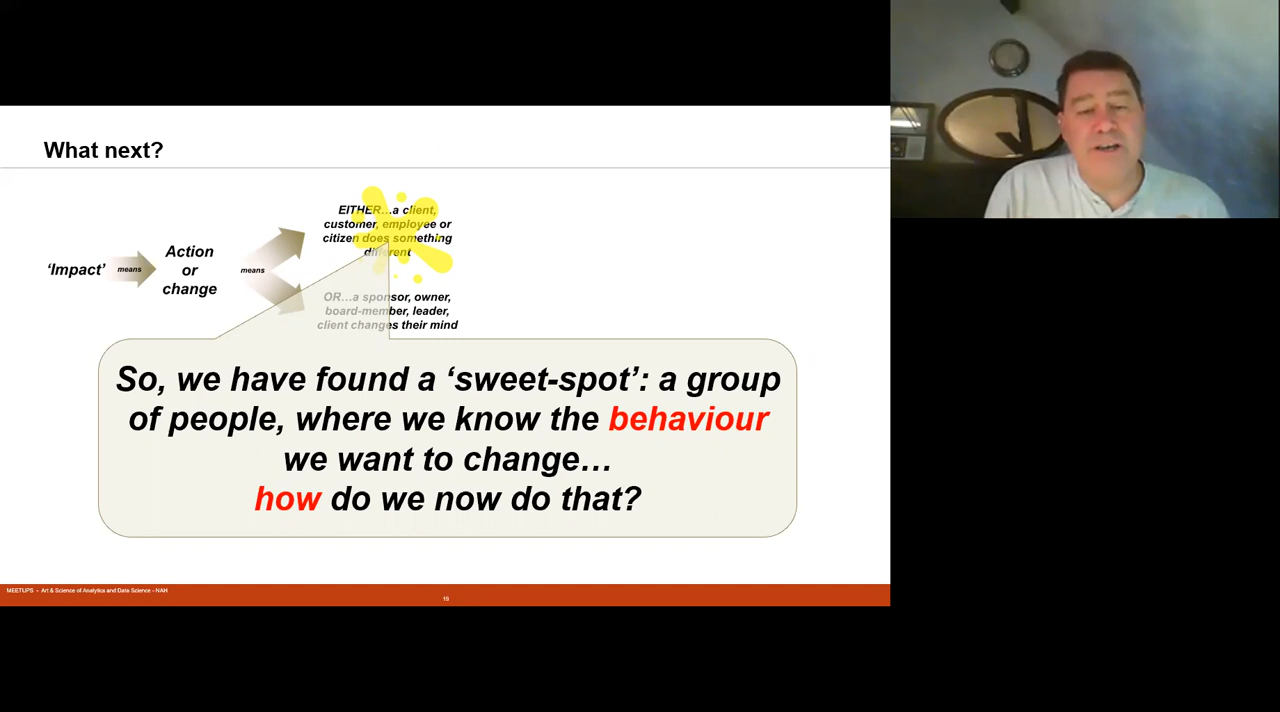 What next?
‘Impact’
means
Action
or
change
means
EITHER…a client,
customer, employee or
citizen does something
different
OR…a sponsor, owner,
board-member, leader,
client changes their mind
So, we have found a ‘sweet-spot’: a group
of people, where we know the behaviour
we want to change…
how do we now do that?
MEETUPS - Art & Science of Analytics and Data Science - NAH
19